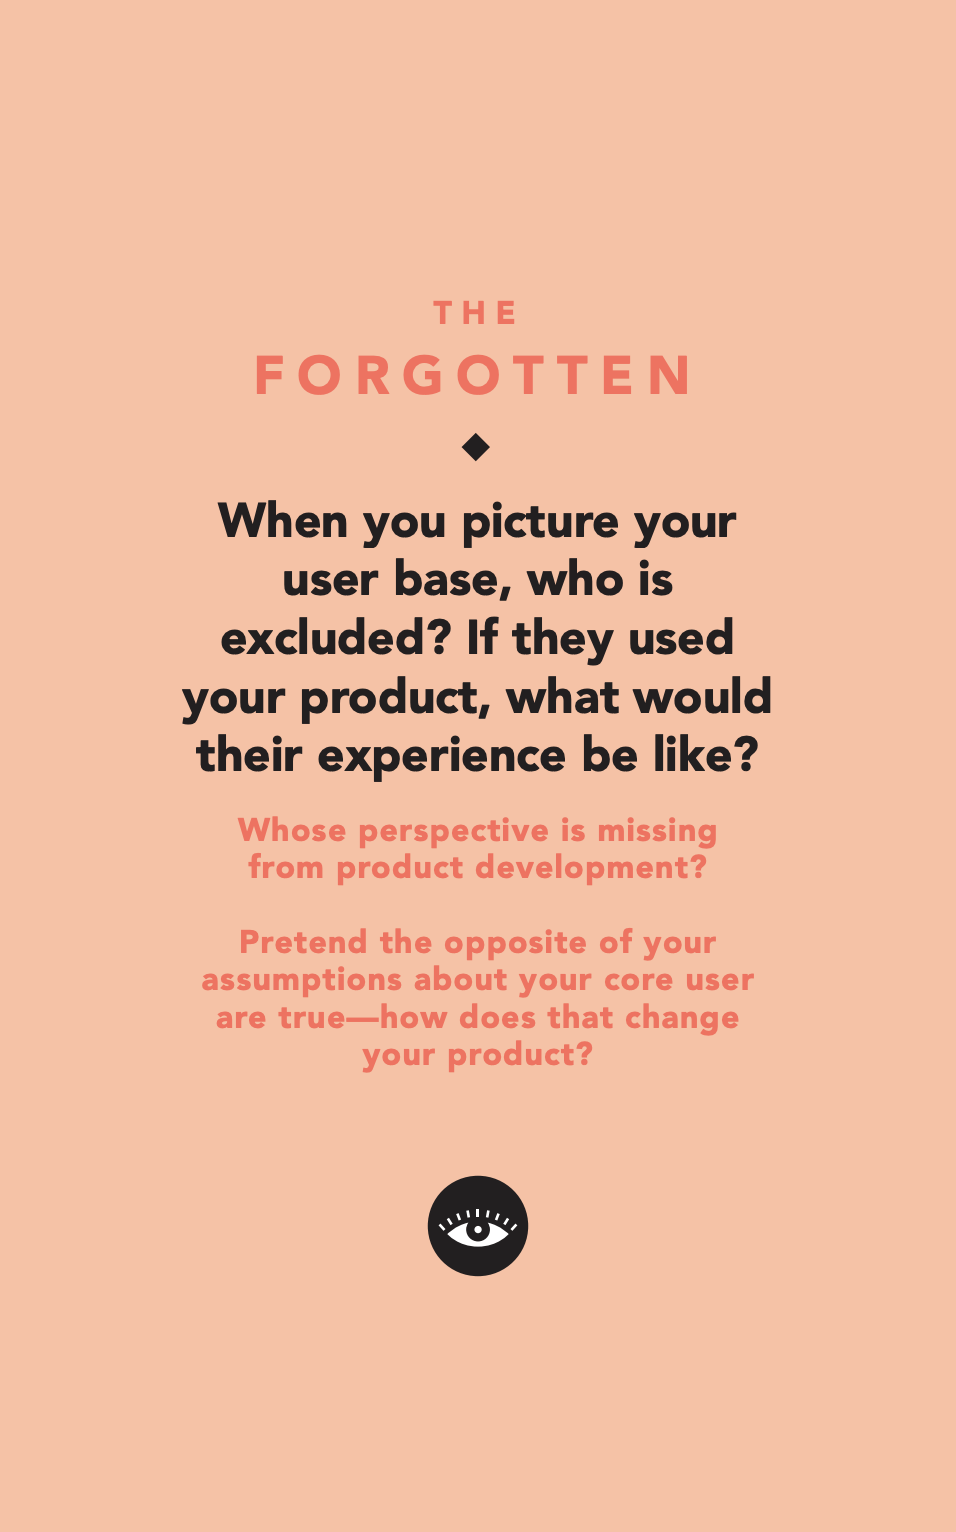 THE
FORGOTTEN
When you picture your
user base, who is
excluded? If they used
your product, what would
their experience be like?
Whose perspective is missing
from product development?
Pretend the opposite of your
assumptions about your core user
are true—how does that change
your product?